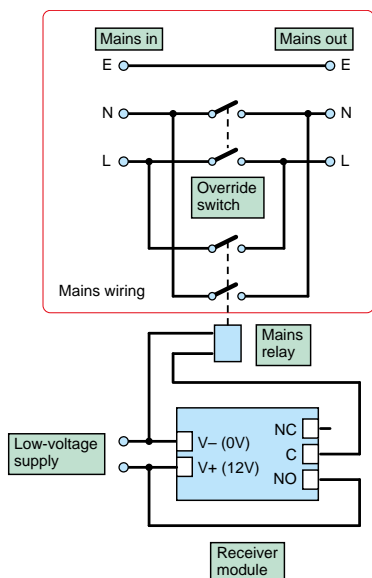 Mains in
Mains out
E
E
N
N
L
L
Override
switch
Mains wiring
Mains
relay
Low-voltage
supply
V– (0V)
V+ (12V)
NC
C
NO
Receiver
module